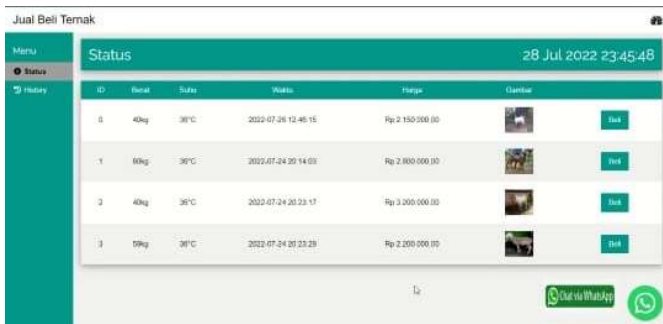 Jual Beli Ternak
Menu
Status
History
Status 28 Jul 2022 23:45:48
ID Berat Suhu Waktu Harga Gambar
0 40kg 36°C 2022-07-26 12:46:15 Rp 2.150.000,00 Beli
1 60kg 36°C 2022-07-24 20:14:03 Rp 2.800.000,00 Beli
2 40kg 36°C 2022-07-24 20:23:17 Rp 3.200.000,00 Beli
3 59kg 36°C 2022-07-24 20:23:29 Rp 2.200.000,00 Beli
Chat via WhatsApp